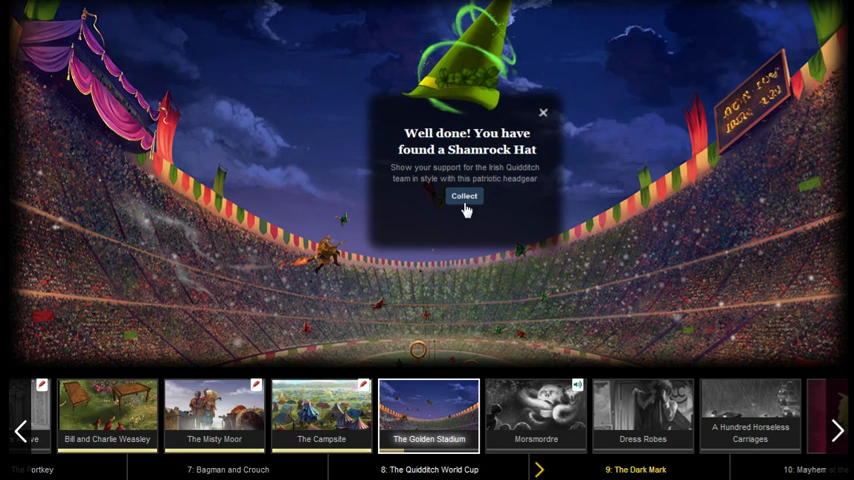 Well done! You have
found a Shamrock Hat
Show your support for the Irish Quidditch
team in style with this patriotic headgear
Collect
Bill and Charlie Weasley
The Misty Moor
The Campsite
The Golden Stadium
Morsmordre
Dress Robes
A Hundred Horseless
Carriages
The Portkey
7: Bagman and Crouch
8: The Quidditch World Cup
9: The Dark Mark
10: Mayhem at the